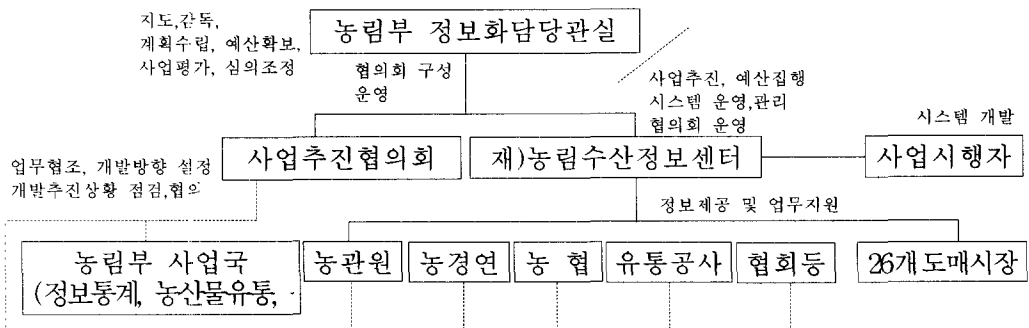 지도,감독,
계획수립, 예산확보,
사업평가, 심의조정
농림부 정보화담당관실
협의회 구성
운영
사업추진, 예산집행
시스템 운영,관리
협의회 운영
시스템 개발
업무협조, 개발방향 설정
개발추진상황 점검,협의
사업추진협의회
재)농림수산정보센터
사업시행자
정보제공 및 업무지원
농림부 사업국
(정보통계, 농산물유통,
농관원
농경연
농 협
유통공사
협회등
26개도매시장